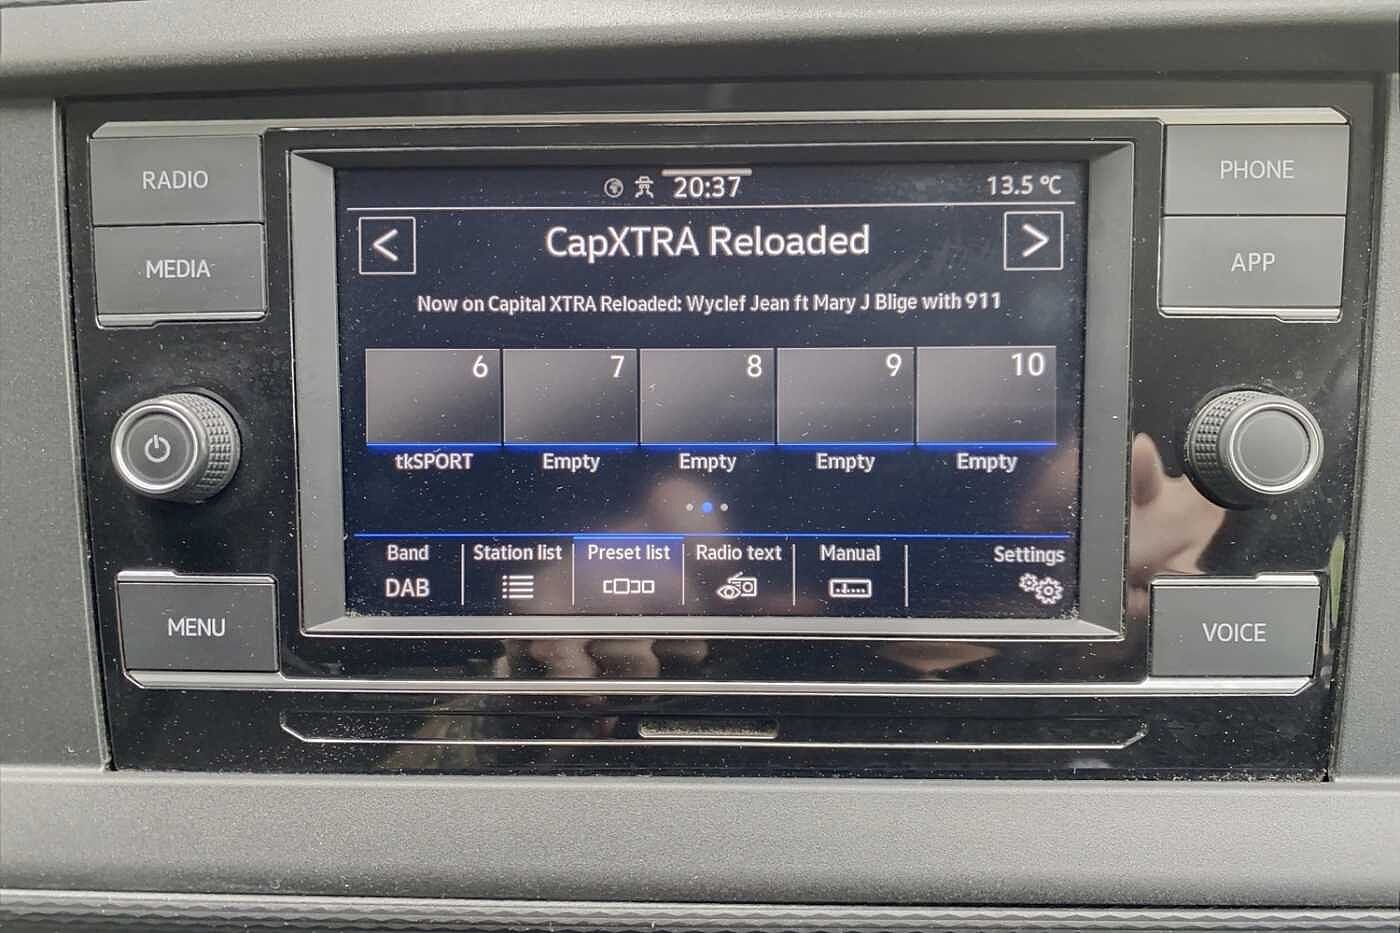 RADIO
MEDIA
MENU
20:37
13.5 °C
< CapXTRA Reloaded >
Now on Capital XTRA Reloaded: Wyclef Jean ft Mary J Blige with 911
6 7 8 9 10
tkSPORT Empty Empty Empty Empty
Band Station list Preset list Radio text Manual Settings
DAB
PHONE
APP
VOICE